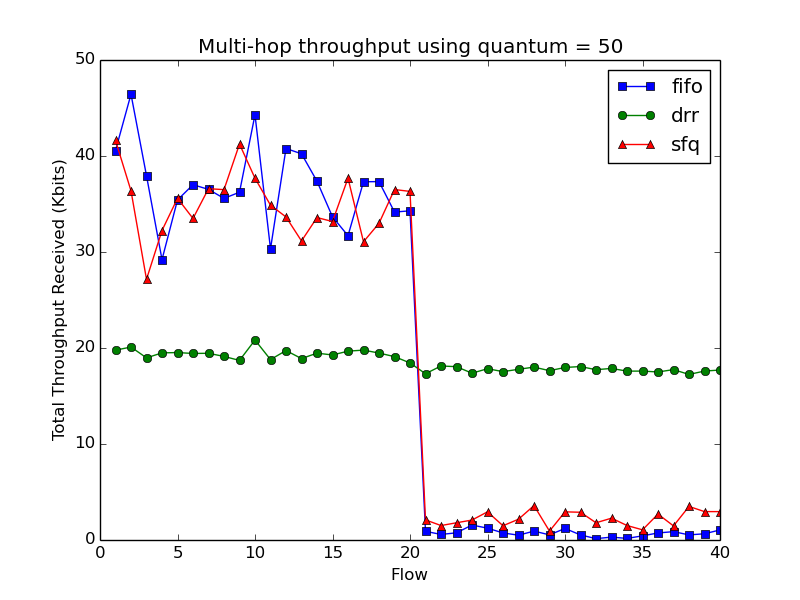 Multi-hop throughput using quantum = 50
fifo
drr
sfq
50
40
30
20
10
0
Total Throughput Received (Kbits)
0 5 10 15 20 25 30 35 40
Flow